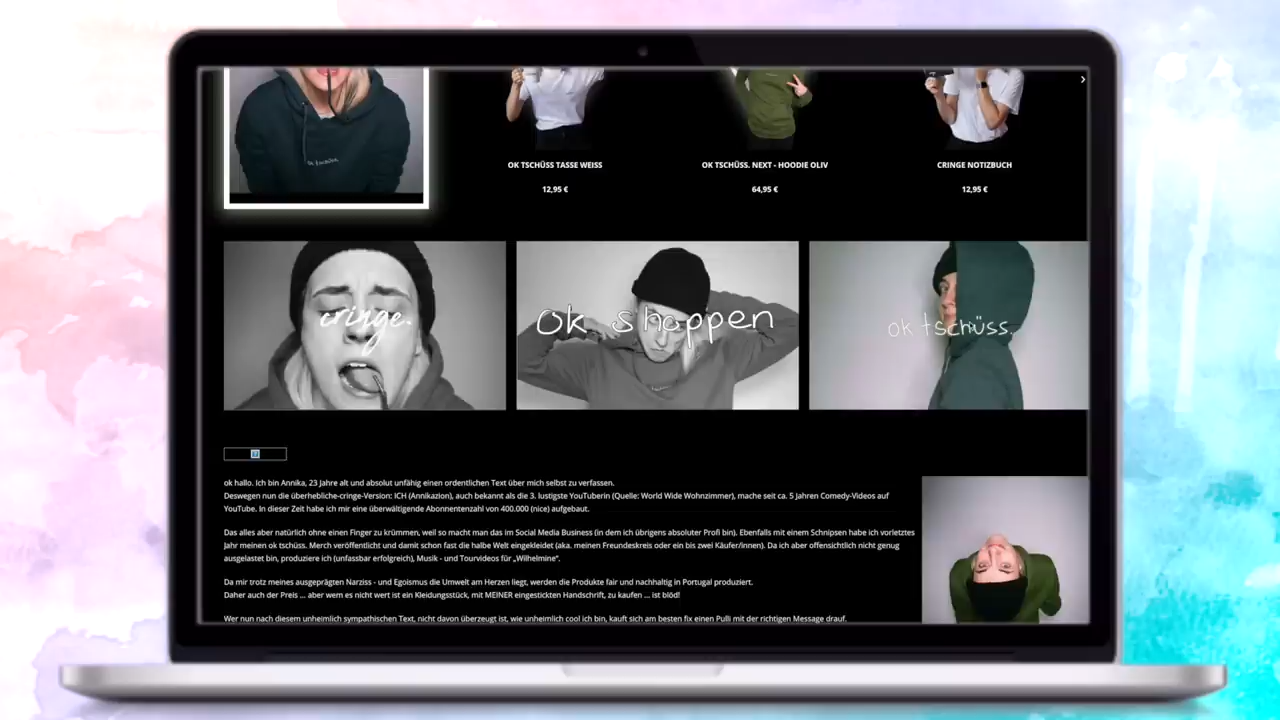 ok tschüss.
OK TSCHÜSS TASSE WEISS
OK TSCHÜSS. NEXT - HOODIE OLIV
CRINGE NOTIZBUCH
12,95 €
64,95 €
12,95 €
cringe.
ok shoppen
ok tschüss.
ok hallo. Ich bin Annika, 23 Jahre alt und absolut unfähig einen ordentlichen Text über mich selbst zu verfassen.
Deswegen nun die überhebliche-cringe-Version: ICH (Annikazion), auch bekannt als die 3. lustigste YouTuberin (Quelle: World Wide Wohnzimmer), mache seit ca. 5 Jahren Comedy-Videos auf
YouTube. In dieser Zeit habe ich mir eine überwältigende Abonnentenzahl von 400.000 (nice) aufgebaut.
Das alles aber natürlich ohne einen Finger zu krümmen, weil so macht man das im Social Media Business (in dem ich übrigens absoluter Profi bin). Ebenfalls mit einem Schnipsen habe ich vorletztes
Jahr meinen ok tschüss. Merch veröffentlicht und damit schon fast die halbe Welt eingekleidet (aka. meinen Freundeskreis oder ein bis zwei Käufer/innen). Da ich aber offensichtlich nicht genug
ausgelastet bin, produziere ich (unfassbar erfolgreich), Musik - und Tourvideos für „Wilhelmine“.
Da mir trotz meines ausgeprägten Narziss - und Egoismus die Umwelt am Herzen liegt, werden die Produkte fair und nachhaltig in Portugal produziert.
Daher auch der Preis ... aber wem es nicht wert ist ein Kleidungsstück, mit MEINER eingestickten Handschrift, zu kaufen ... ist blöd!
Wer nun nach diesem unheimlich sympathischen Text, nicht davon überzeugt ist, wie unheimlich cool ich bin, kauft sich am besten fix einen Pulli mit der richtigen Message drauf.